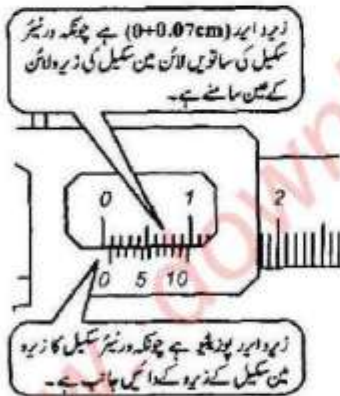 زیرو ایرر (0+0.07cm) ہے چونکہ ورنیئر
سکیل کی ساتویں لائن مین سکیل کی زیرو لائن
کے عین سامنے ہے۔
0 1 2
0 5 10
زیرو ایرر پوزیٹو ہے چونکہ ورنیئر سکیل کا زیرو
مین سکیل کے زیرو کے دائیں جانب ہے۔